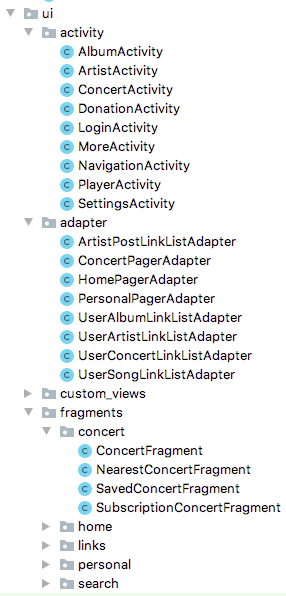 ui
activity
AlbumActivity
ArtistActivity
ConcertActivity
DonationActivity
LoginActivity
MoreActivity
NavigationActivity
PlayerActivity
SettingsActivity
adapter
ArtistPostLinkListAdapter
ConcertPagerAdapter
HomePagerAdapter
PersonalPagerAdapter
UserAlbumLinkListAdapter
UserArtistLinkListAdapter
UserConcertLinkListAdapter
UserSongLinkListAdapter
custom_views
fragments
concert
ConcertFragment
NearestConcertFragment
SavedConcertFragment
SubscriptionConcertFragment
home
links
personal
search